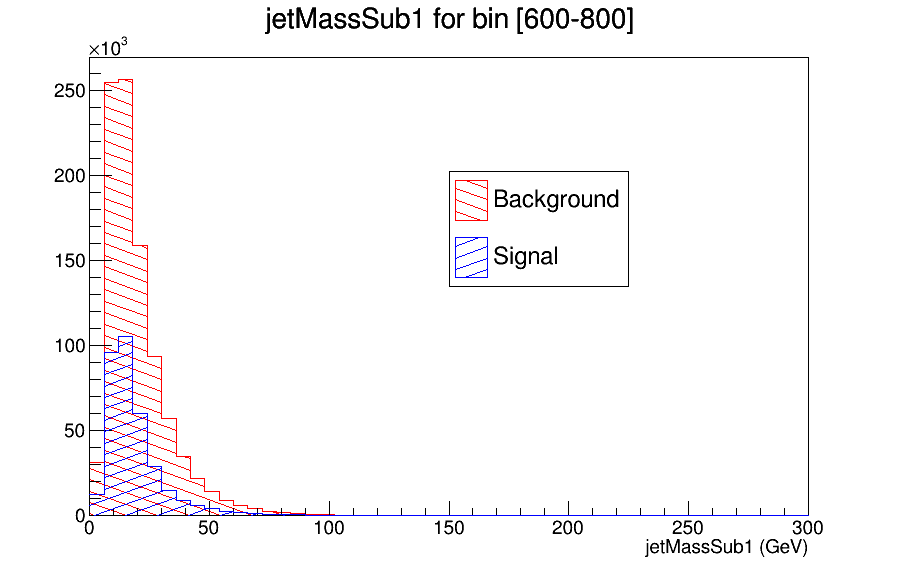 jetMassSub1 for bin [600-800]
×10³
250
200
150
100
50
0
Background
Signal
0 50 100 150 200 250 300
jetMassSub1 (GeV)